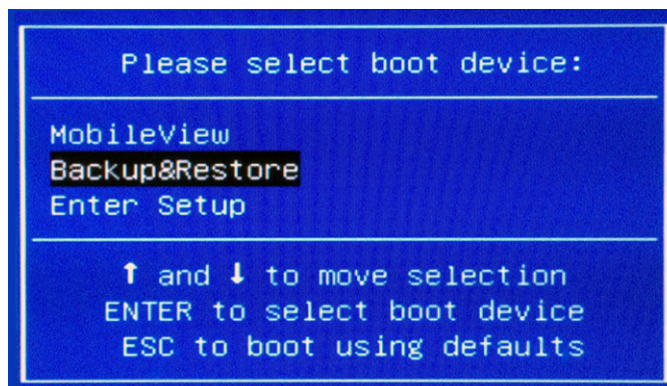 Please select boot device:
MobileView
Backup&Restore
Enter Setup
↑ and ↓ to move selection
ENTER to select boot device
ESC to boot using defaults